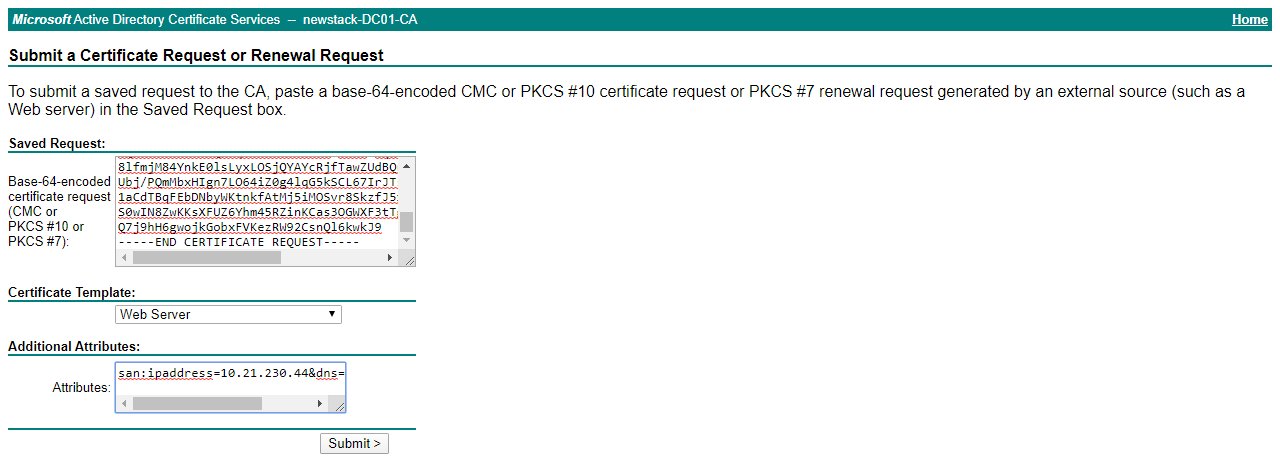 Microsoft Active Directory Certificate Services -- newstack-DC01-CA Home
Submit a Certificate Request or Renewal Request
To submit a saved request to the CA, paste a base-64-encoded CMC or PKCS #10 certificate request or PKCS #7 renewal request generated by an external source (such as a
Web server) in the Saved Request box.
Saved Request:
Base-64-encoded
certificate request
(CMC or
PKCS #10 or
PKCS #7):
8lfmjM84YnkE0lsLyxLOSjQYAYcRjfTawZUdBQ
Ubj/PQmMbxHIgn7LO64iZ0g4lqG5kSCL67IrJT
1aCdTBqFEbDNbyWKtnkfAtMj5iMOSvr8SkzfJ5
S0wIN8ZwKKsXFUZ6Yhm45RZinKCas3OGWXF3tT
Q7j9hH6gwojkGobxFVKezRW92CsnQl6kwkJ9
-----END CERTIFICATE REQUEST-----
Certificate Template:
Web Server
Additional Attributes:
Attributes:
san:ipaddress=10.21.230.44&dns=
Submit >